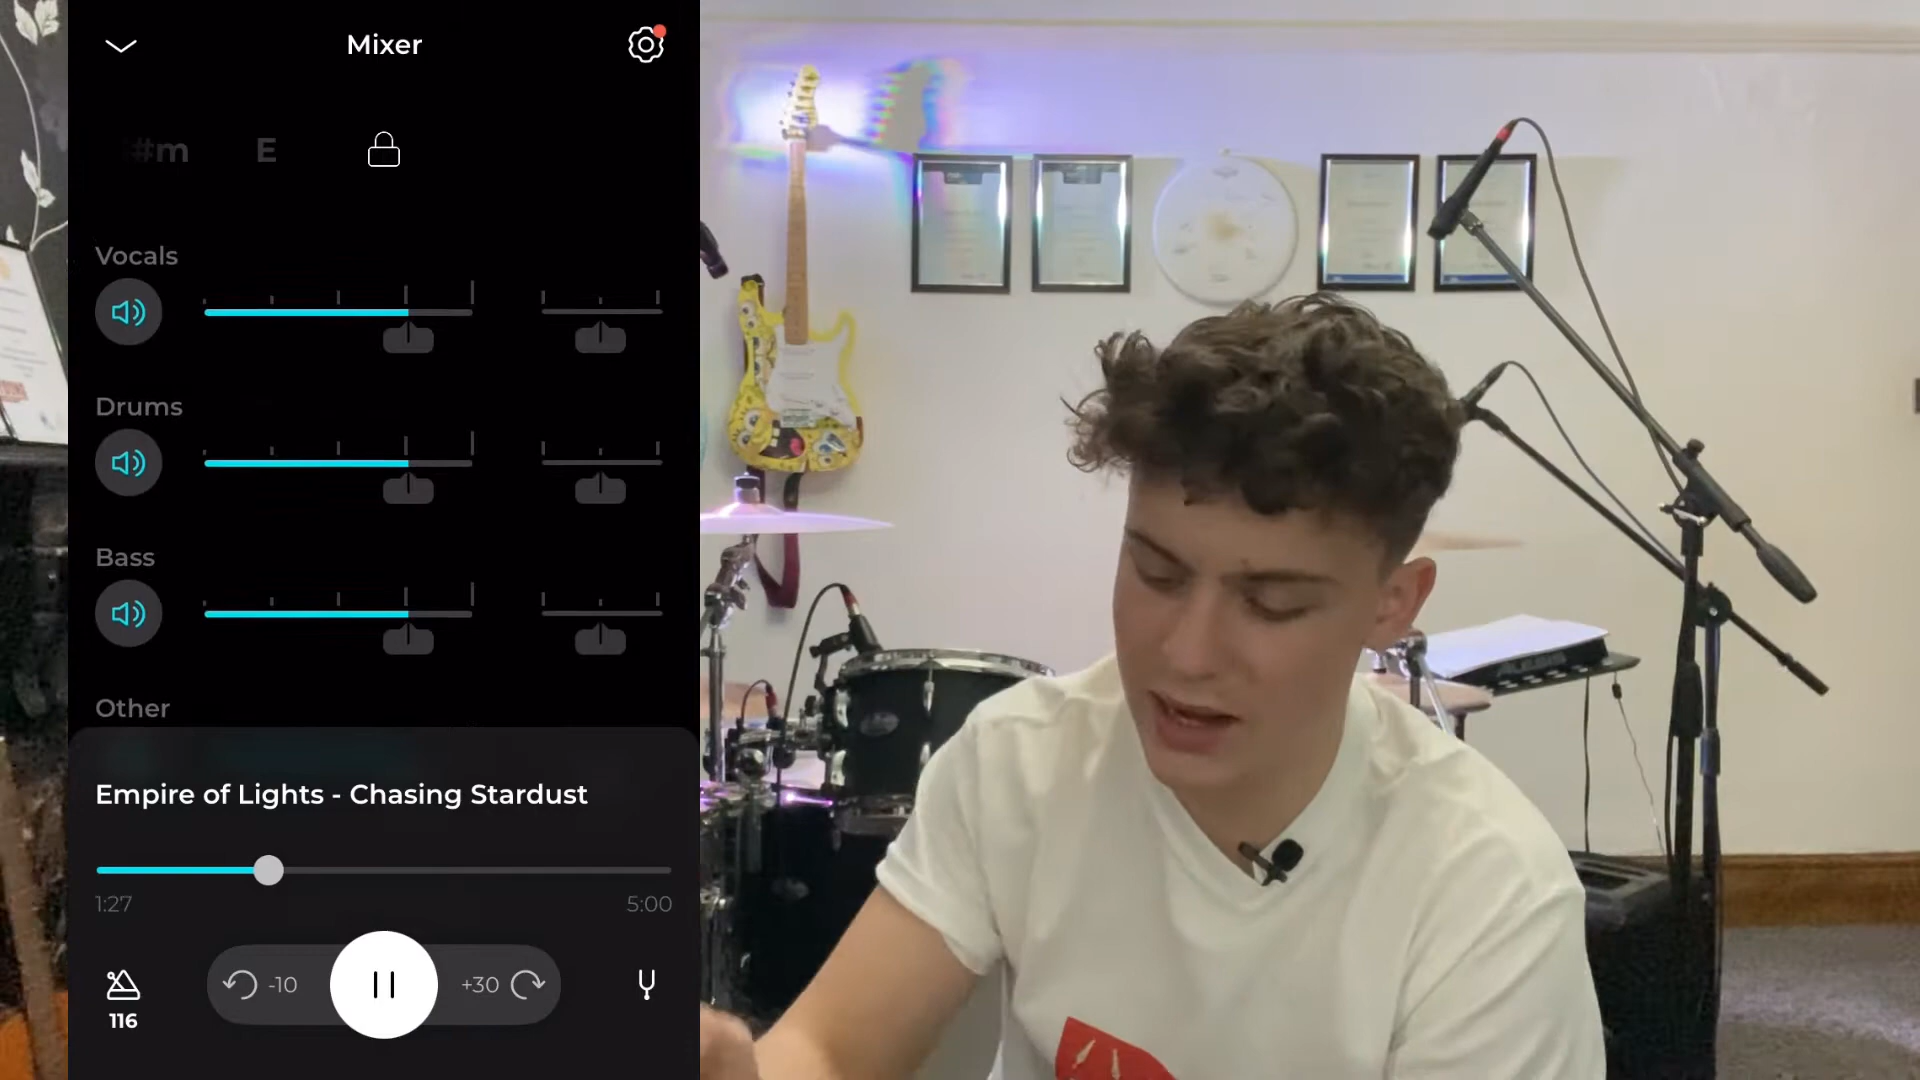 Mixer
#m E
Vocals
Drums
Bass
Other
Empire of Lights - Chasing Stardust
1:27 5:00
-10 +30
116